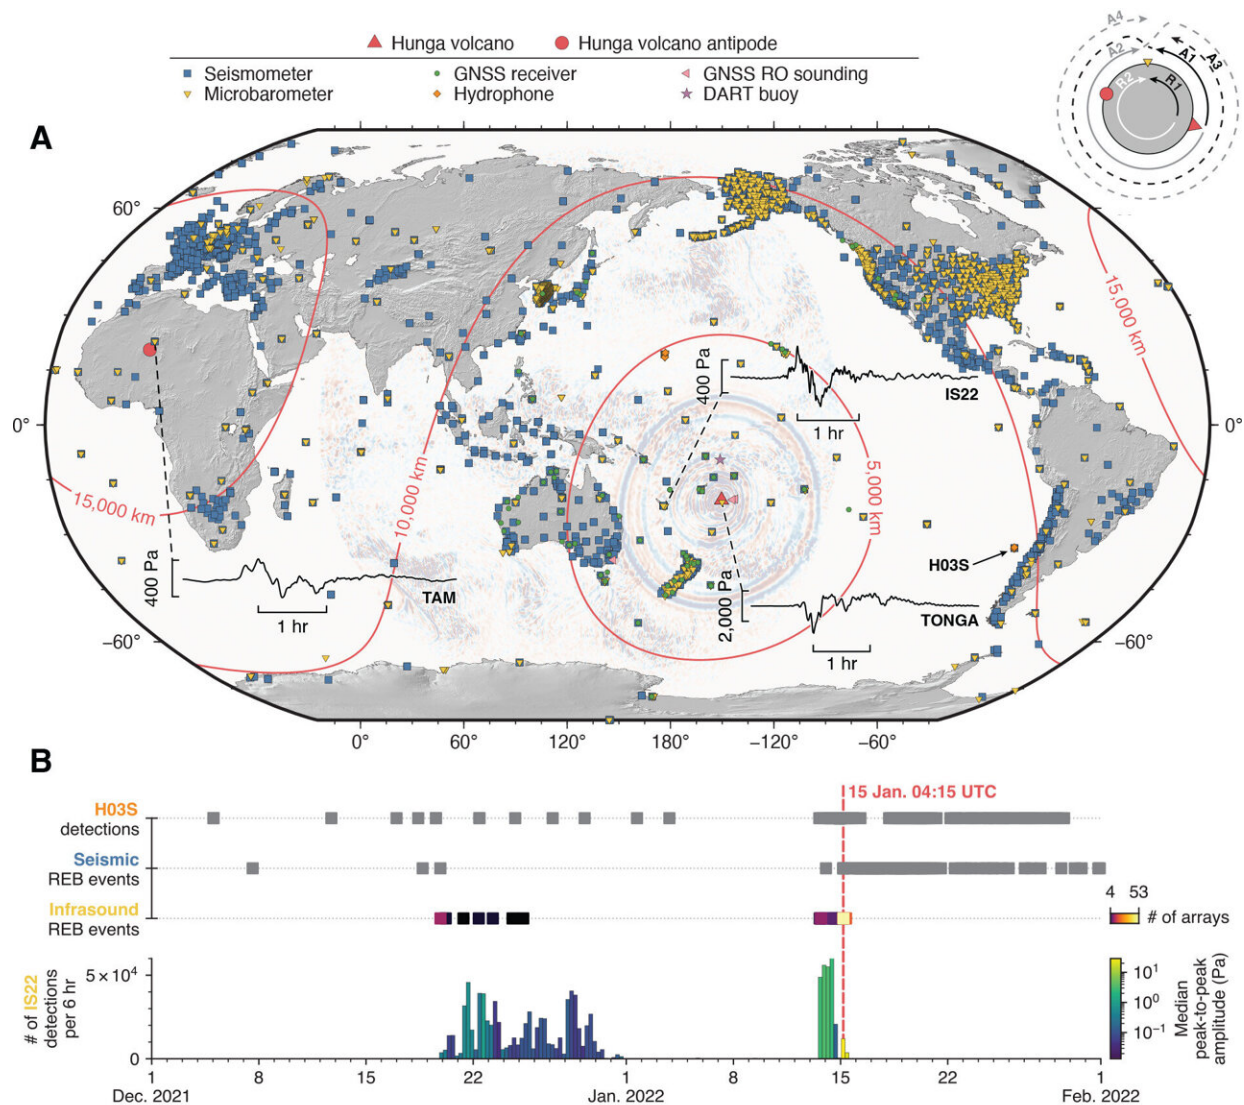 Hunga volcano
Hunga volcano antipode
Seismometer
GNSS receiver
GNSS RO sounding
Microbarometer
Hydrophone
DART buoy
A4
A2
A1
A3
R2
R1
A
60°
0°
−60°
0°
−60°
15,000 km
10,000 km
5,000 km
15,000 km
400 Pa
IS22
1 hr
400 Pa
TAM
1 hr
H03S
2,000 Pa
TONGA
1 hr
0°
60°
120°
180°
−120°
−60°
B
15 Jan. 04:15 UTC
H03S
detections
Seismic
REB events
Infrasound
REB events
4 53
# of arrays
# of IS22
detections
per 6 hr
5 × 10⁴
0
10¹
10⁰
10⁻¹
Median
peak-to-peak
amplitude (Pa)
1 8 15 22 1 8 15 22 1
Dec. 2021 Jan. 2022 Feb. 2022